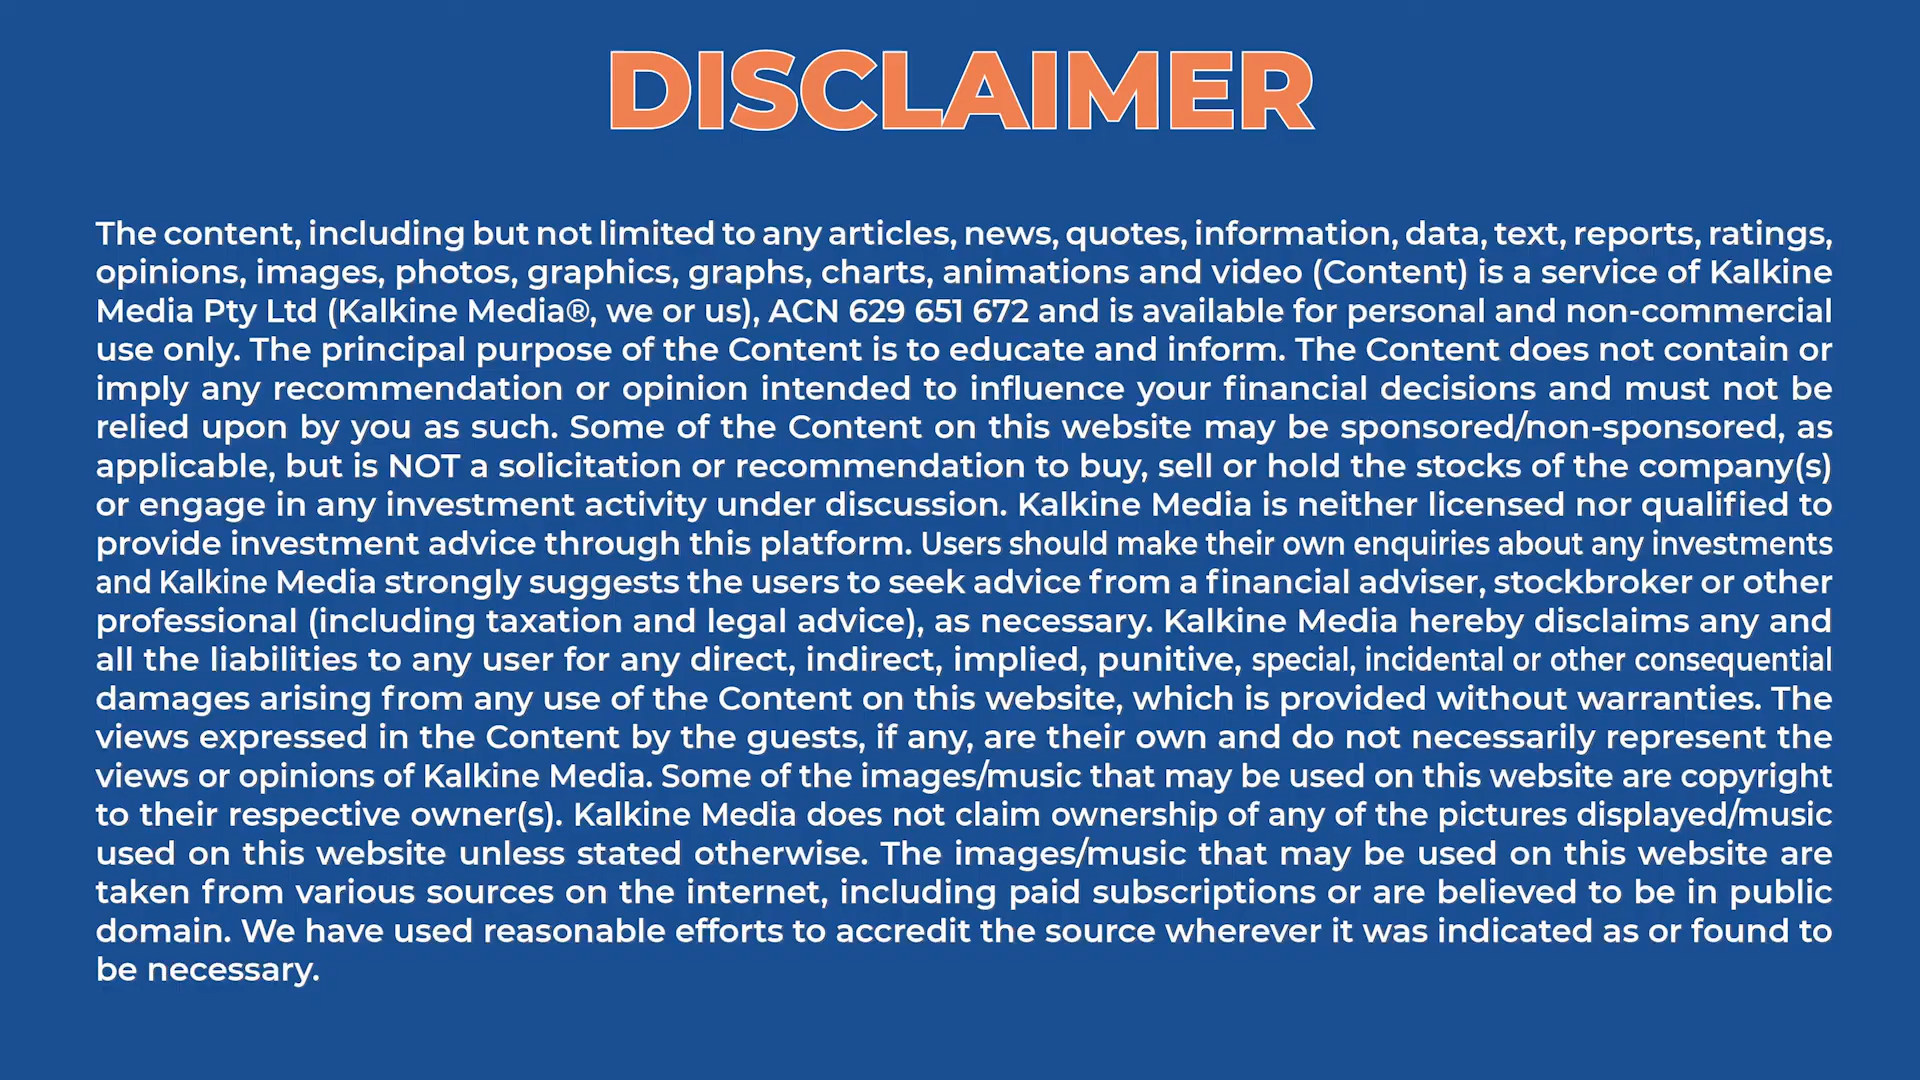 DISCLAIMER
The content, including but not limited to any articles, news, quotes, information, data, text, reports, ratings,
opinions, images, photos, graphics, graphs, charts, animations and video (Content) is a service of Kalkine
Media Pty Ltd (Kalkine Media®, we or us), ACN 629 651 672 and is available for personal and non-commercial
use only. The principal purpose of the Content is to educate and inform. The Content does not contain or
imply any recommendation or opinion intended to influence your financial decisions and must not be
relied upon by you as such. Some of the Content on this website may be sponsored/non-sponsored, as
applicable, but is NOT a solicitation or recommendation to buy, sell or hold the stocks of the company(s)
or engage in any investment activity under discussion. Kalkine Media is neither licensed nor qualified to
provide investment advice through this platform. Users should make their own enquiries about any investments
and Kalkine Media strongly suggests the users to seek advice from a financial adviser, stockbroker or other
professional (including taxation and legal advice), as necessary. Kalkine Media hereby disclaims any and
all the liabilities to any user for any direct, indirect, implied, punitive, special, incidental or other consequential
damages arising from any use of the Content on this website, which is provided without warranties. The
views expressed in the Content by the guests, if any, are their own and do not necessarily represent the
views or opinions of Kalkine Media. Some of the images/music that may be used on this website are copyright
to their respective owner(s). Kalkine Media does not claim ownership of any of the pictures displayed/music
used on this website unless stated otherwise. The images/music that may be used on this website are
taken from various sources on the internet, including paid subscriptions or are believed to be in public
domain. We have used reasonable efforts to accredit the source wherever it was indicated as or found to
be necessary.